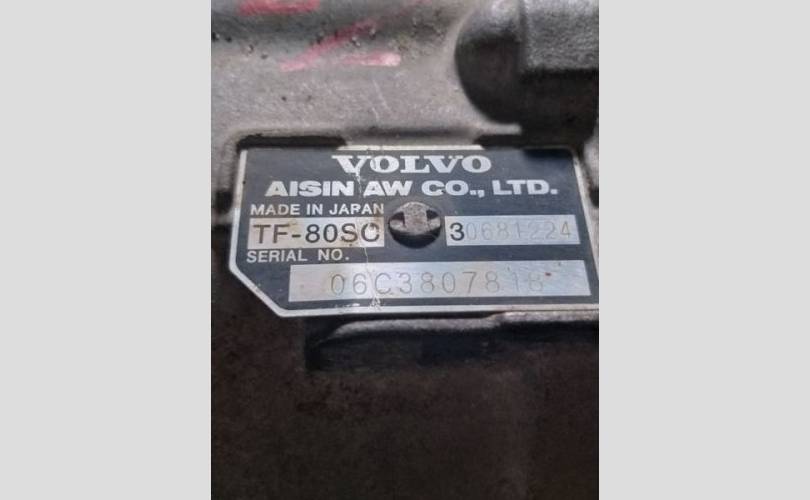 VOLVO
AISIN AW CO., LTD.
MADE IN JAPAN
TF-80SC 30681224
SERIAL NO.
06C3807818